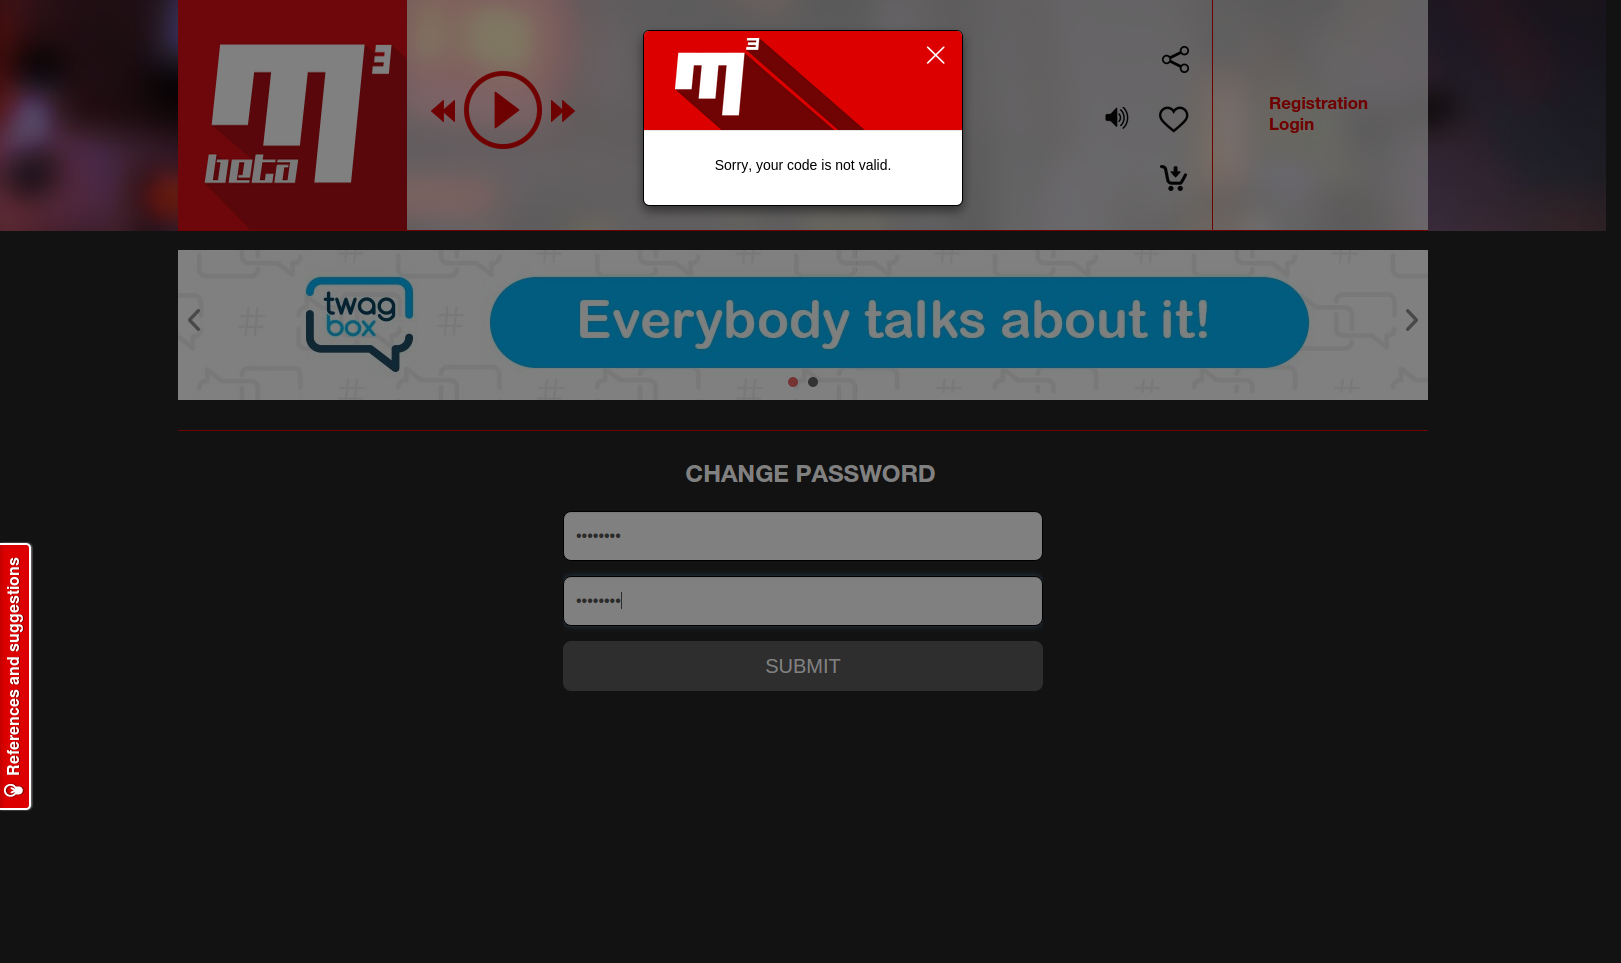 m3
beta
m3
Sorry, your code is not valid.
Registration
Login
twag
box
Everybody talks about it!
CHANGE PASSWORD
••••••••
••••••••
SUBMIT
References and suggestions